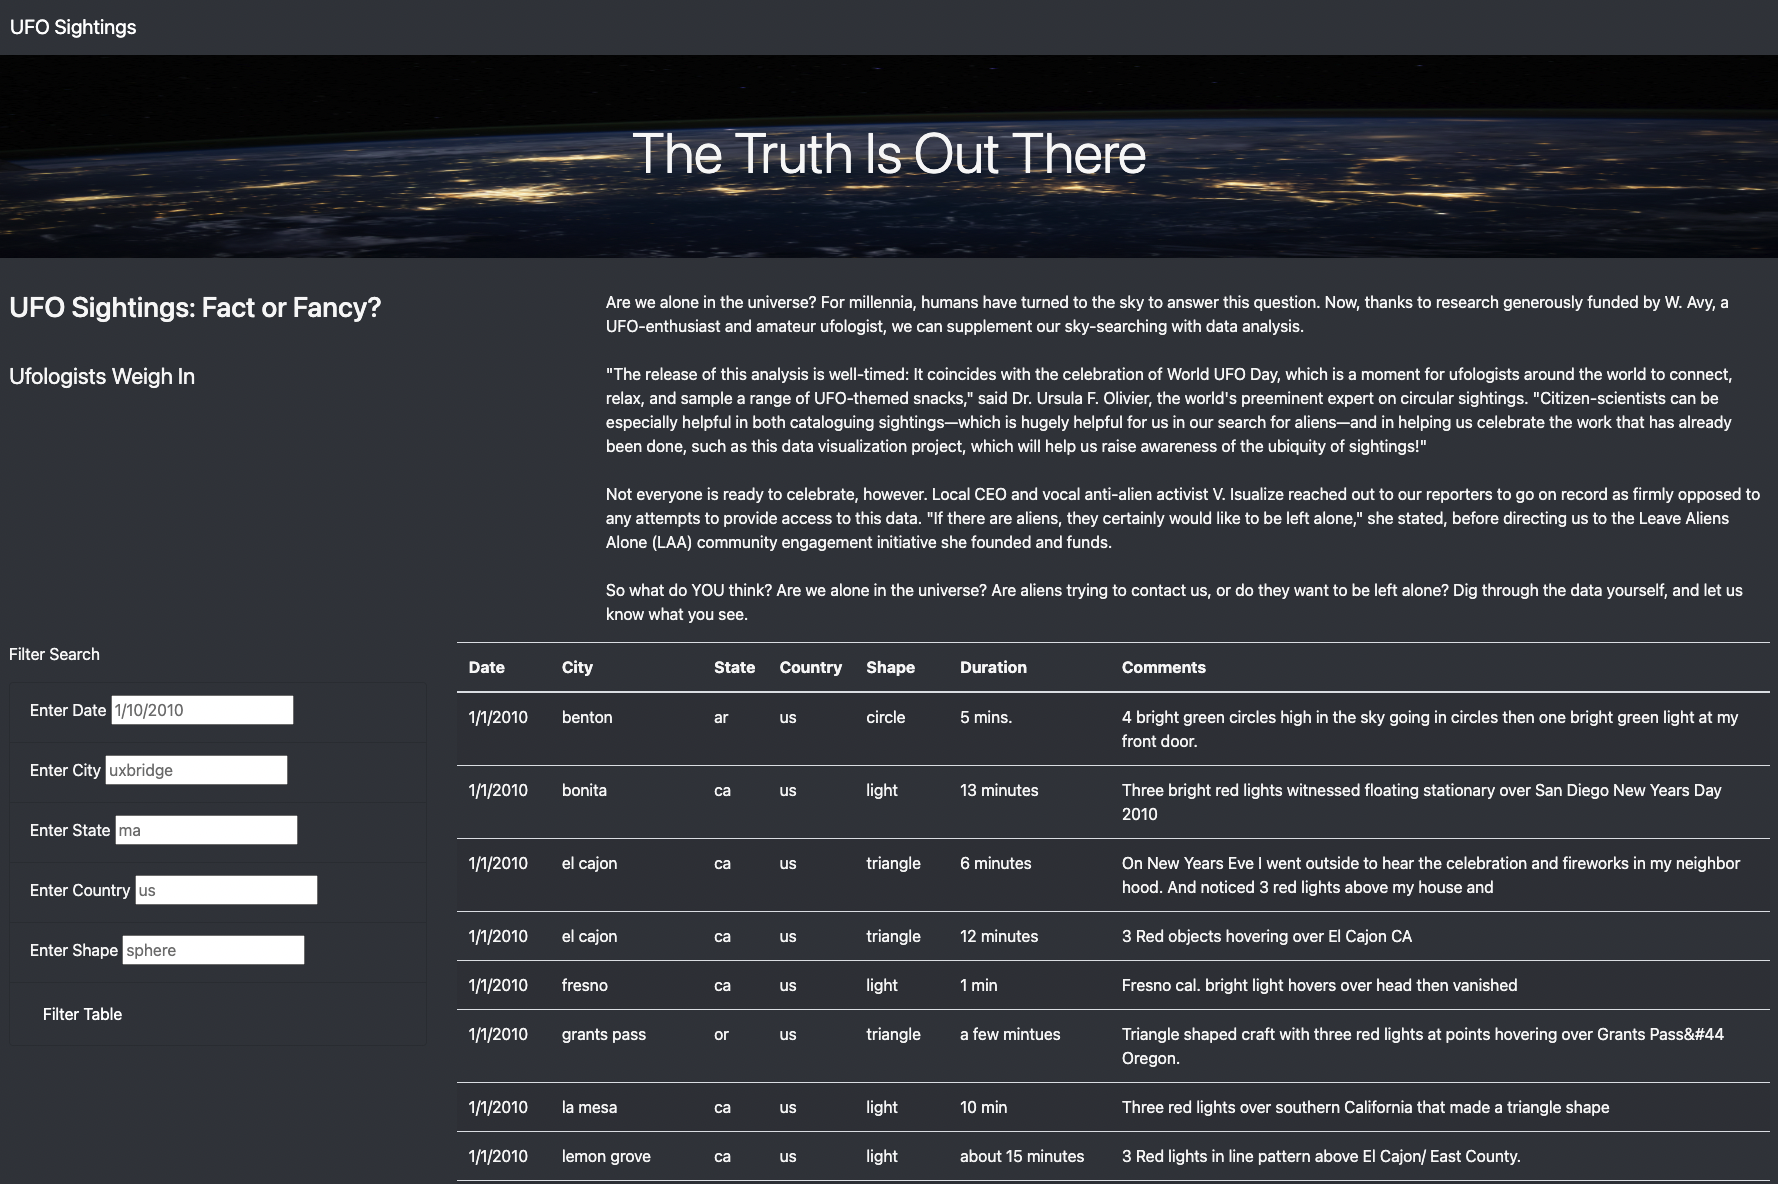 UFO Sightings
The Truth Is Out There
UFO Sightings: Fact or Fancy?
Ufologists Weigh In
Are we alone in the universe? For millennia, humans have turned to the sky to answer this question. Now, thanks to research generously funded by W. Avy, a
UFO-enthusiast and amateur ufologist, we can supplement our sky-searching with data analysis.
"The release of this analysis is well-timed: It coincides with the celebration of World UFO Day, which is a moment for ufologists around the world to connect,
relax, and sample a range of UFO-themed snacks," said Dr. Ursula F. Olivier, the world's preeminent expert on circular sightings. "Citizen-scientists can be
especially helpful in both cataloguing sightings—which is hugely helpful for us in our search for aliens—and in helping us celebrate the work that has already
been done, such as this data visualization project, which will help us raise awareness of the ubiquity of sightings!"
Not everyone is ready to celebrate, however. Local CEO and vocal anti-alien activist V. Isualize reached out to our reporters to go on record as firmly opposed to
any attempts to provide access to this data. "If there are aliens, they certainly would like to be left alone," she stated, before directing us to the Leave Aliens
Alone (LAA) community engagement initiative she founded and funds.
So what do YOU think? Are we alone in the universe? Are aliens trying to contact us, or do they want to be left alone? Dig through the data yourself, and let us
know what you see.
Filter Search
Enter Date 1/10/2010
Enter City uxbridge
Enter State ma
Enter Country us
Enter Shape sphere
Filter Table
Date City State Country Shape Duration Comments
1/1/2010 benton ar us circle 5 mins. 4 bright green circles high in the sky going in circles then one bright green light at my
front door.
1/1/2010 bonita ca us light 13 minutes Three bright red lights witnessed floating stationary over San Diego New Years Day
2010
1/1/2010 el cajon ca us triangle 6 minutes On New Years Eve I went outside to hear the celebration and fireworks in my neighbor
hood. And noticed 3 red lights above my house and
1/1/2010 el cajon ca us triangle 12 minutes 3 Red objects hovering over El Cajon CA
1/1/2010 fresno ca us light 1 min Fresno cal. bright light hovers over head then vanished
1/1/2010 grants pass or us triangle a few mintues Triangle shaped craft with three red lights at points hovering over Grants Pass&#44
Oregon.
1/1/2010 la mesa ca us light 10 min Three red lights over southern California that made a triangle shape
1/1/2010 lemon grove ca us light about 15 minutes 3 Red lights in line pattern above El Cajon/ East County.